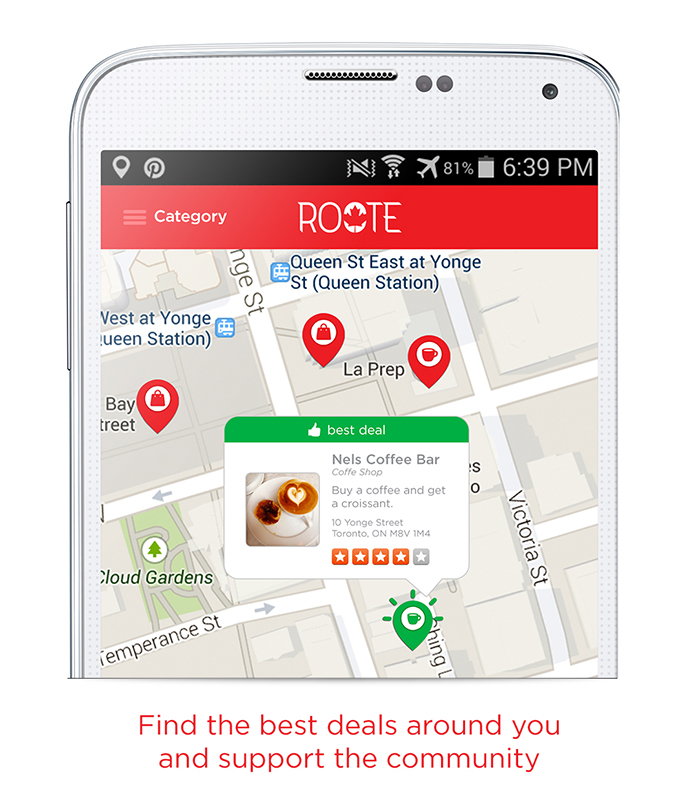 81% 6:39 PM
Category
ROOTE
Queen St East at Yonge
St (Queen Station)
nge St
West at Yonge
ueen Station)
La Prep
Bay
treet
best deal
Nels Coffee Bar
Coffe Shop
Buy a coffee and get
a croissant.
10 Yonge Street
Toronto, ON M8V 1M4
es
o
Victoria St
Cloud Gardens
Temperance St
ching L
Find the best deals around you
and support the community